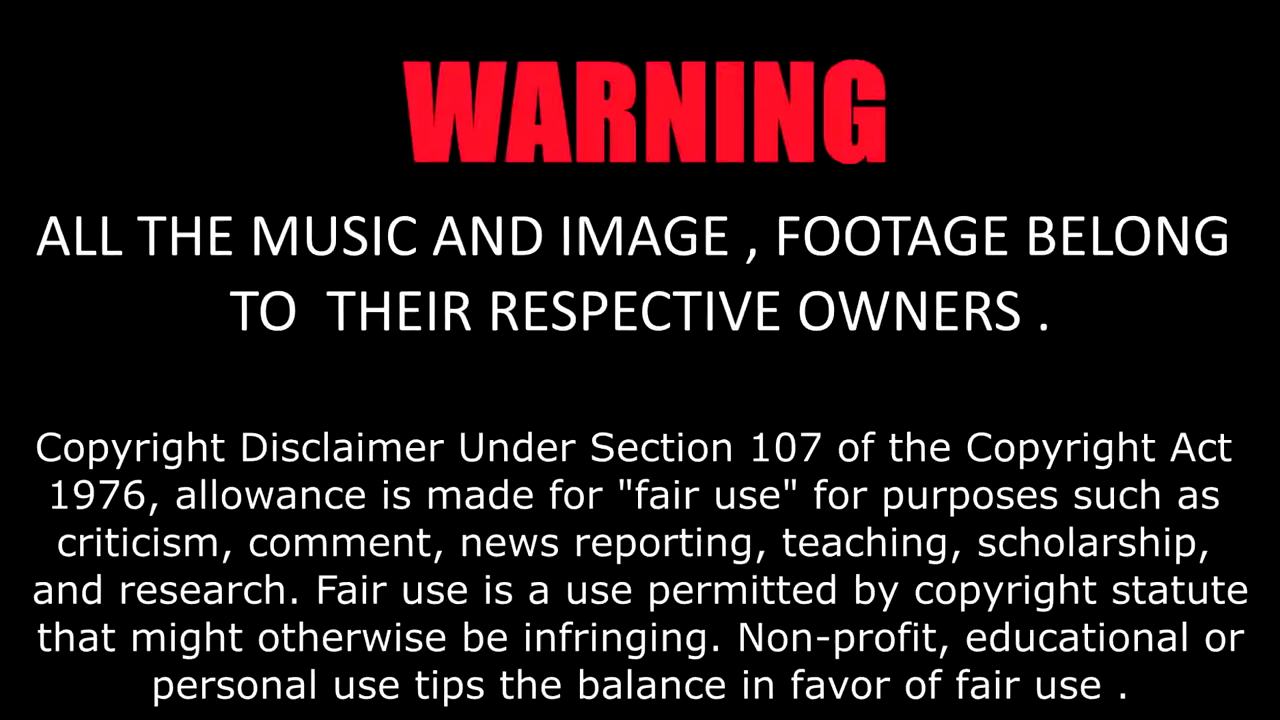 WARNING
ALL THE MUSIC AND IMAGE , FOOTAGE BELONG
TO THEIR RESPECTIVE OWNERS .
Copyright Disclaimer Under Section 107 of the Copyright Act
1976, allowance is made for "fair use" for purposes such as
criticism, comment, news reporting, teaching, scholarship,
and research. Fair use is a use permitted by copyright statute
that might otherwise be infringing. Non-profit, educational or
personal use tips the balance in favor of fair use .